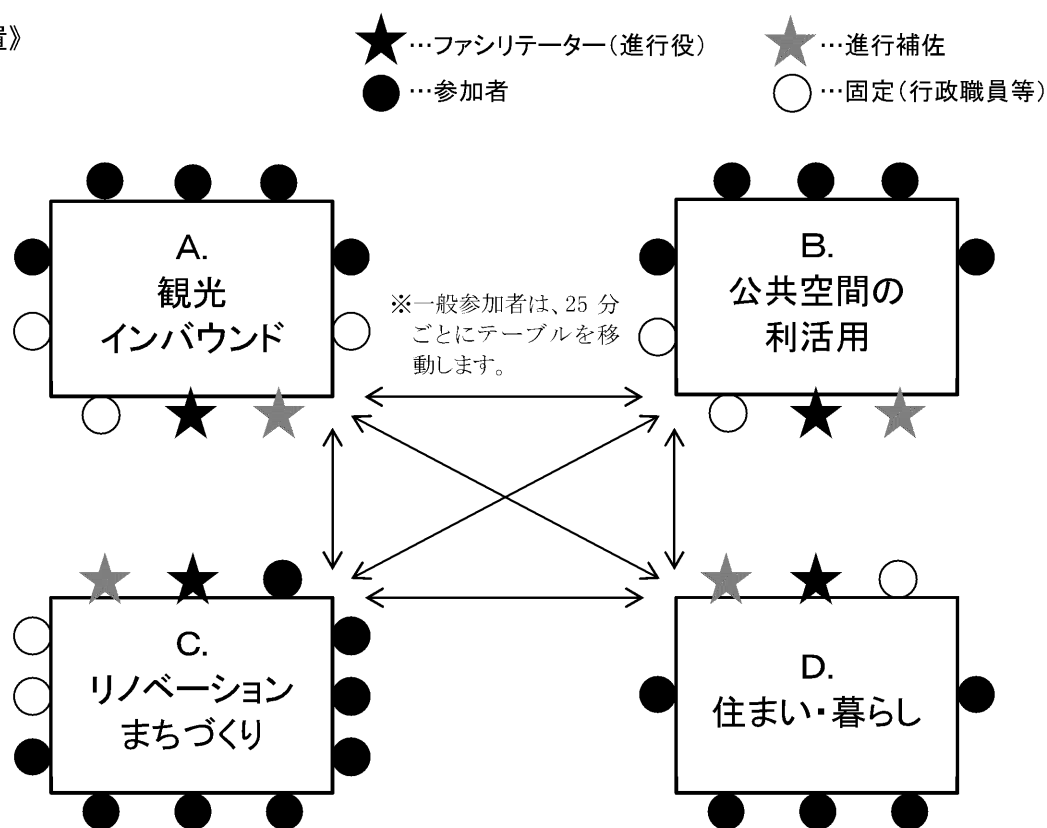 》
…ファシリテーター(進行役)
…進行補佐
…参加者
…固定(行政職員等)
A.
観光
インバウンド
B.
公共空間の
利活用
※一般参加者は、25 分
ごとにテーブルを移
動します。
C.
リノベーション
まちづくり
D.
住まい・暮らし